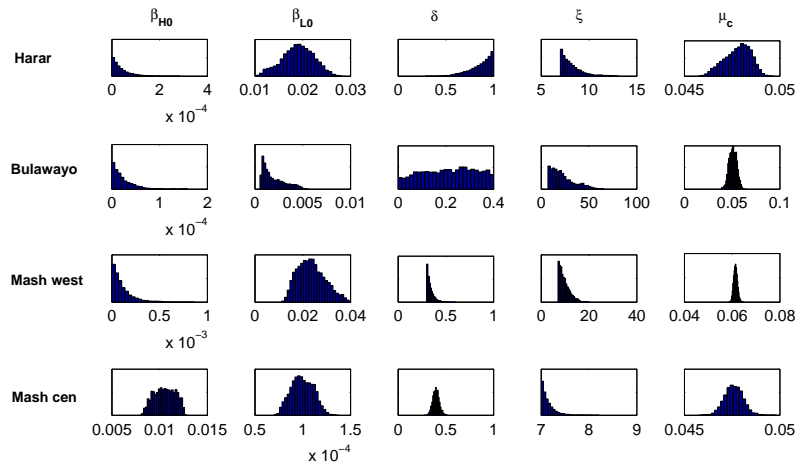 β_H0 β_L0 δ ξ μ_c
Harar
0 2 4
x 10^-4
0.01 0.02 0.03
0 0.5 1
5 10 15
0.045 0.05
Bulawayo
0 1 2
x 10^-4
0 0.005 0.01
0 0.2 0.4
0 50 100
0 0.05 0.1
Mash west
0 0.5 1
x 10^-3
0 0.02 0.04
0 0.5 1
0 20 40
0.04 0.06 0.08
Mash cen
0.005 0.01 0.015
0.5 1 1.5
x 10^-4
0 0.5 1
7 8 9
0.045 0.05